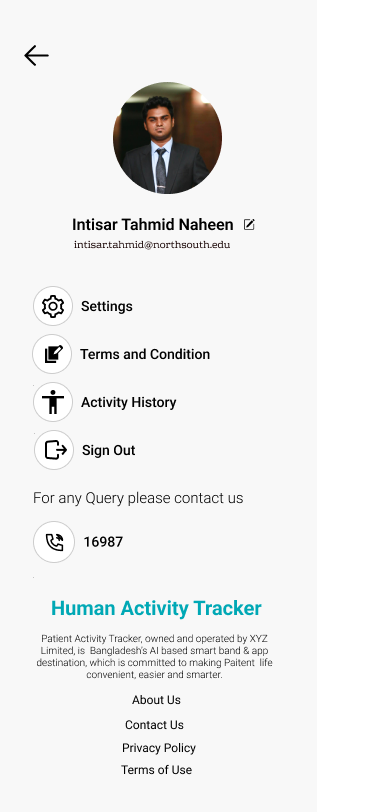 Intisar Tahmid Naheen
intisar.tahmid@northsouth.edu
Settings
Terms and Condition
Activity History
Sign Out
For any Query please contact us
16987
Human Activity Tracker
Patient Activity Tracker, owned and operated by XYZ
Limited, is Bangladesh's AI based smart band & app
destination, which is committed to making Paitent life
convenient, easier and smarter.
About Us
Contact Us
Privacy Policy
Terms of Use